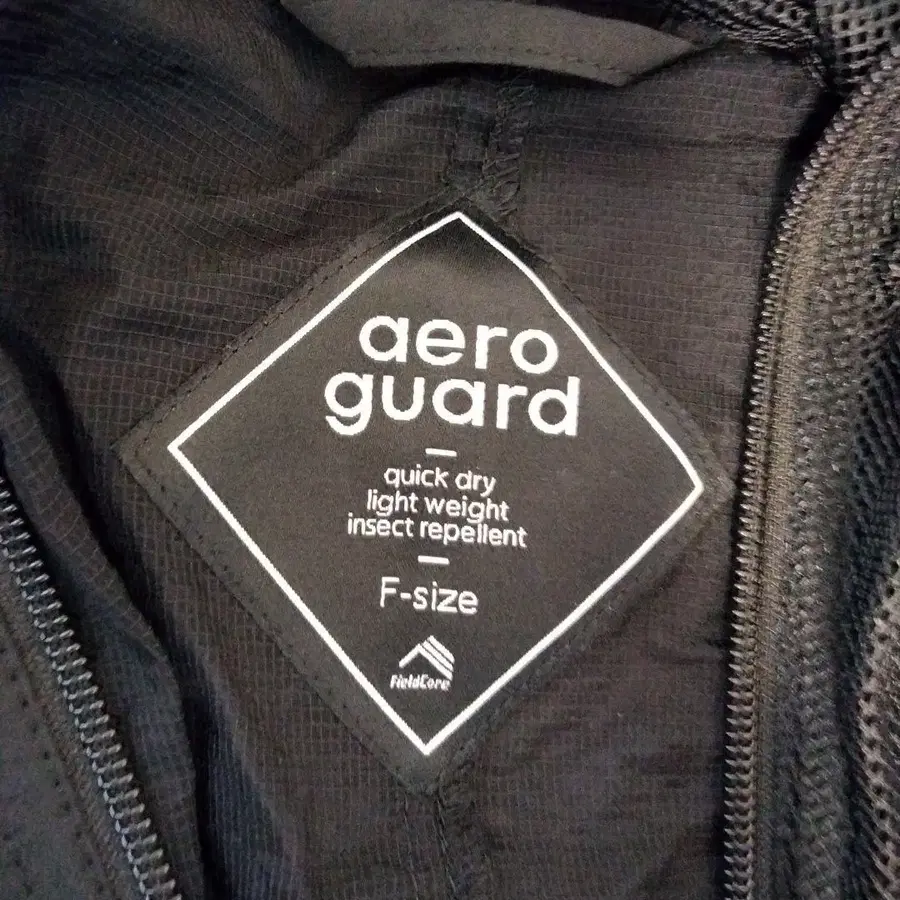 aero
guard
quick dry
light weight
insect repellent
F-size
FieldCore